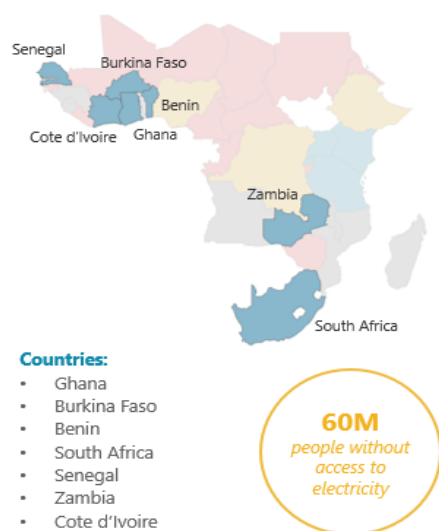 Senegal
Burkina Faso
Benin
Cote d'Ivoire
Ghana
Zambia
South Africa
Countries:
• Ghana
• Burkina Faso
• Benin
• South Africa
• Senegal
• Zambia
• Cote d'Ivoire
60M
people without
access to
electricity